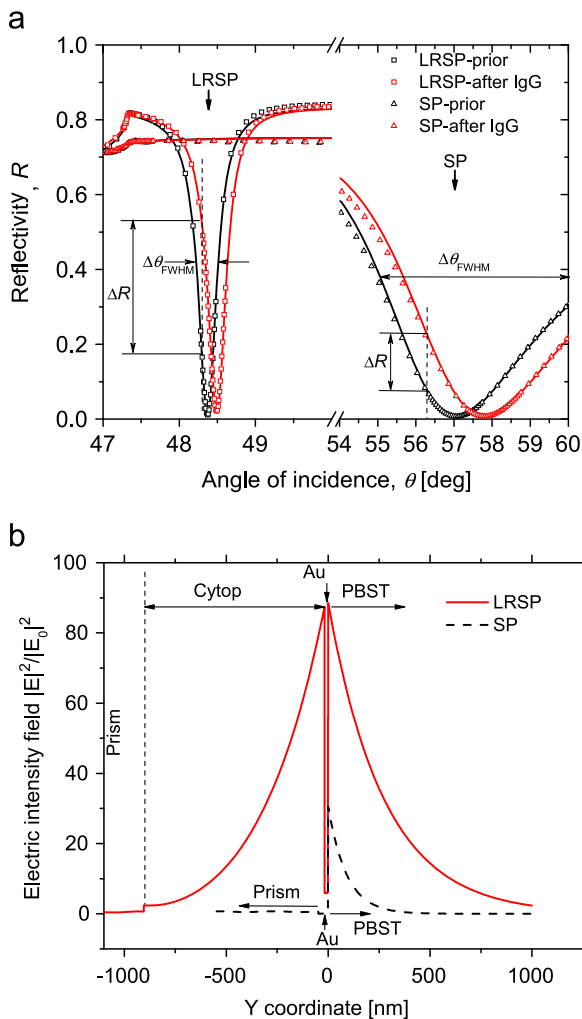 a
1.0
0.8
0.6
0.4
0.2
0.0
Reflectivity, R
LRSP
LRSP-prior
LRSP-after IgG
SP-prior
SP-after IgG
SP
ΔR
Δθ_FWHM
Δθ_FWHM
ΔR
47 48 49 54 55 56 57 58 59 60
Angle of incidence, θ [deg]
b
100
80
60
40
20
0
Electric intensity field |E|²/|E₀|²
Au
Cytop
PBST
LRSP
SP
Prism
Prism
PBST
Au
-1000 -500 0 500 1000
Y coordinate [nm]